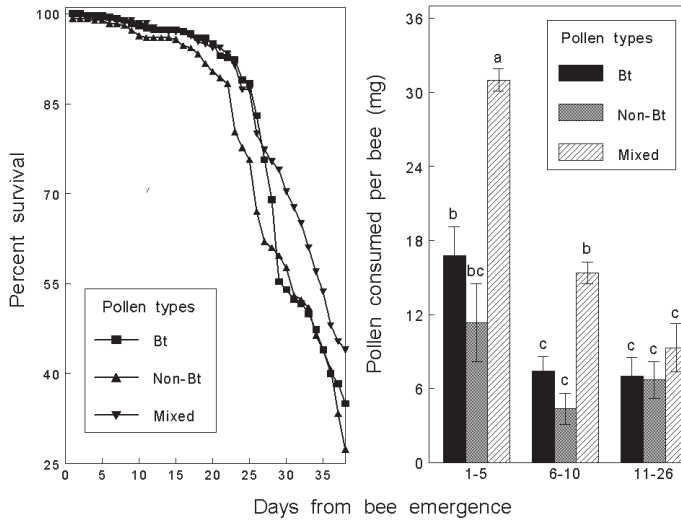 100
85
70
55
40
25
Percent survival
Pollen types
Bt
Non-Bt
Mixed
0 5 10 15 20 25 30 35
36
30
24
18
12
6
0
Pollen consumed per bee (mg)
Pollen types
Bt
Non-Bt
Mixed
a
b
bc
b
c
c
c
c
c
1-5 6-10 11-26
Days from bee emergence